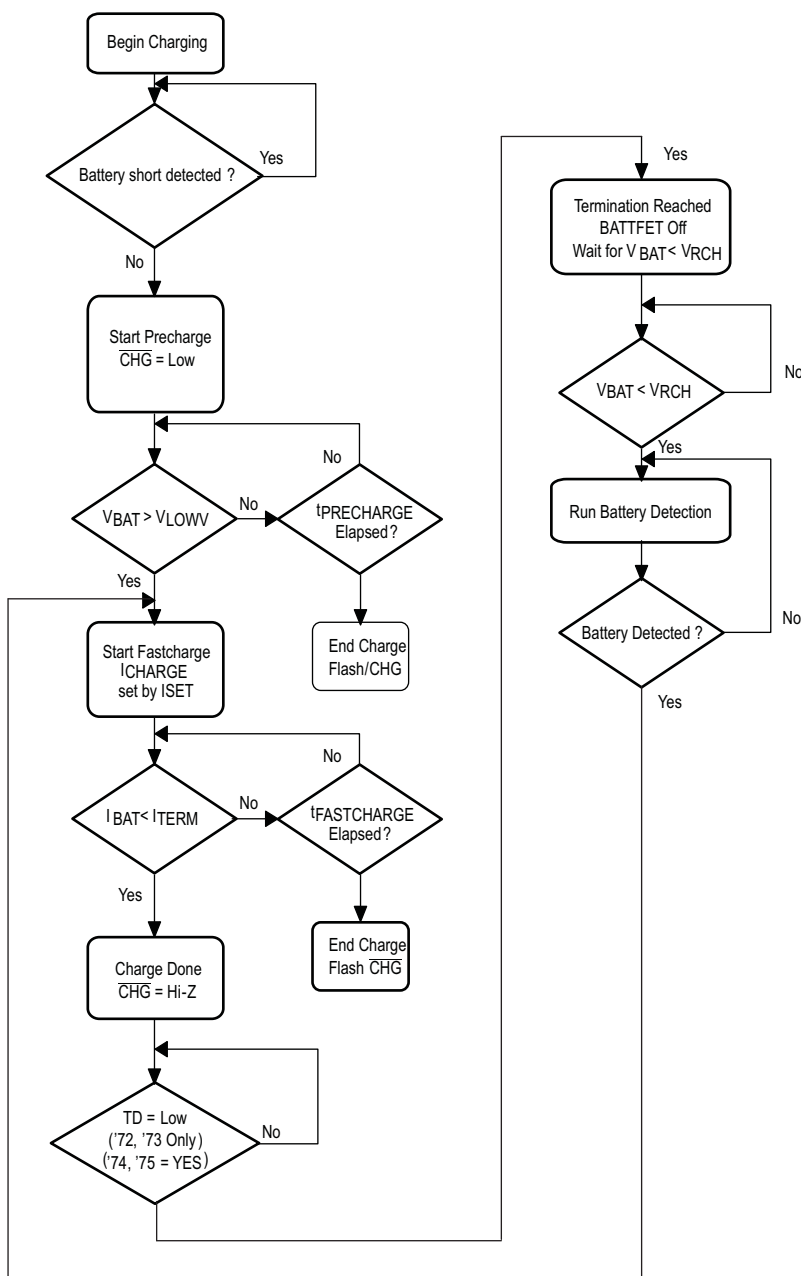 Begin Charging
Battery short detected ?
Yes
No
Start Precharge
CHG = Low
No
VBAT > VLOWV
No
tPRECHARGE
Elapsed?
Yes
Start Fastcharge
ICHARGE
set by ISET
End Charge
Flash/CHG
No
I BAT< ITERM
No
tFASTCHARGE
Elapsed?
Yes
Charge Done
CHG = Hi-Z
End Charge
Flash CHG
TD = Low
('72, '73 Only)
('74, '75 = YES)
No
Yes
Termination Reached
BATTFET Off
Wait for V BAT< VRCH
VBAT < VRCH
No
Yes
Run Battery Detection
Battery Detected ?
No
Yes